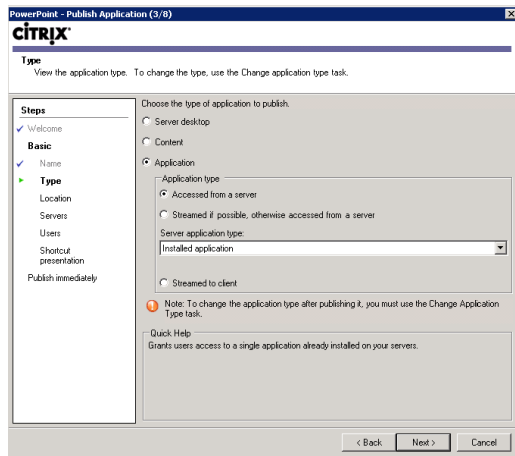 PowerPoint - Publish Application (3/8)
CITRIX
Type
View the application type. To change the type, use the Change application type task.
Steps
Welcome
Basic
Name
Type
Location
Servers
Users
Shortcut
presentation
Publish immediately
Choose the type of application to publish.
Server desktop
Content
Application
Application type
Accessed from a server
Streamed if possible, otherwise accessed from a server
Server application type:
Installed application
Streamed to client
Note: To change the application type after publishing it, you must use the Change Application
Type task.
Quick Help
Grants users access to a single application already installed on your servers.
< Back
Next >
Cancel